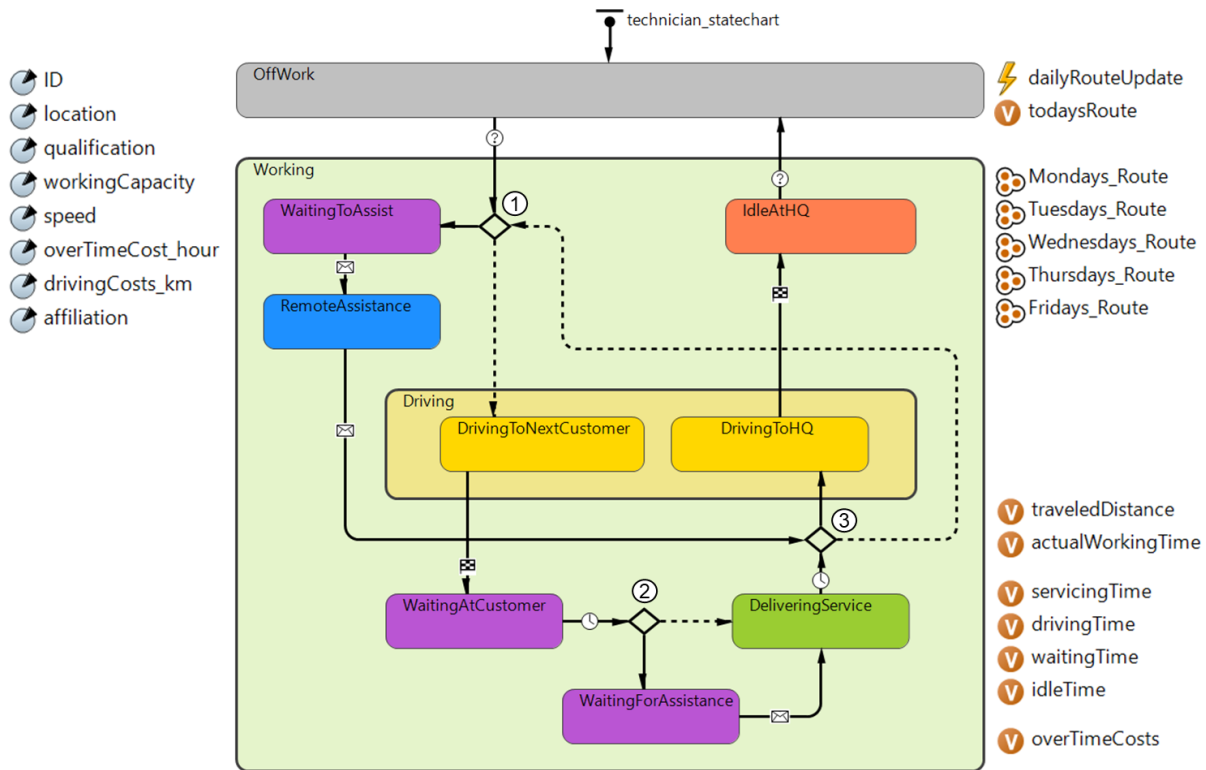 technician_statechart
ID
location
qualification
workingCapacity
speed
overTimeCost_hour
drivingCosts_km
affiliation
OffWork
?
Working
WaitingToAssist
1
RemoteAssistance
?
IdleAtHQ
Driving
DrivingToNextCustomer
DrivingToHQ
3
WaitingAtCustomer
2
DeliveringService
WaitingForAssistance
V
dailyRouteUpdate
todaysRoute
Mondays_Route
Tuesdays_Route
Wednesdays_Route
Thursdays_Route
Fridays_Route
V traveledDistance
V actualWorkingTime
V servicingTime
V drivingTime
V waitingTime
V idleTime
V overTimeCosts